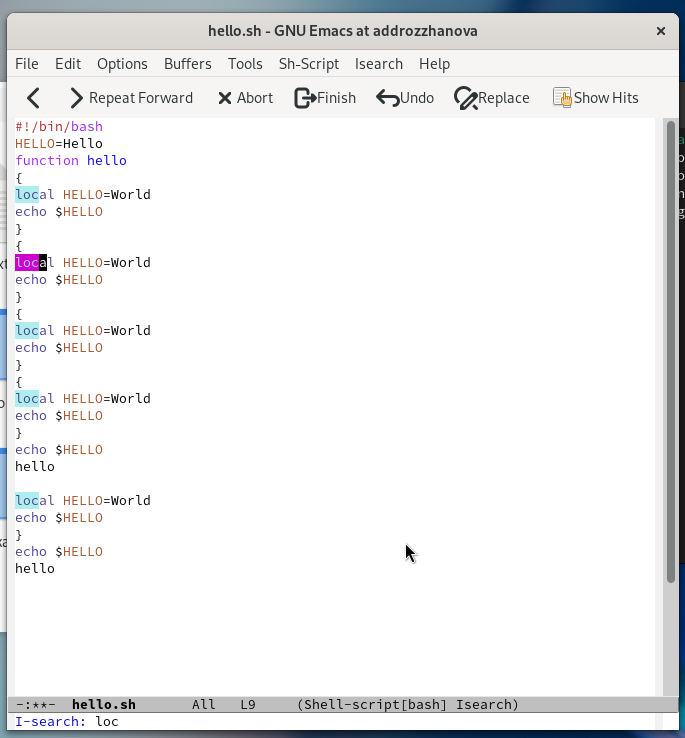 hello.sh - GNU Emacs at addrozzhanova ×
File Edit Options Buffers Tools Sh-Script Isearch Help
Repeat Forward Abort Finish Undo Replace Show Hits
#!/bin/bash
HELLO=Hello
function hello
{
local HELLO=World
echo $HELLO
}
{
local HELLO=World
echo $HELLO
}
{
local HELLO=World
echo $HELLO
}
{
local HELLO=World
echo $HELLO
}
echo $HELLO
hello
local HELLO=World
echo $HELLO
}
echo $HELLO
hello
-:**- hello.sh All L9 (Shell-script[bash] Isearch)
I-search: loc